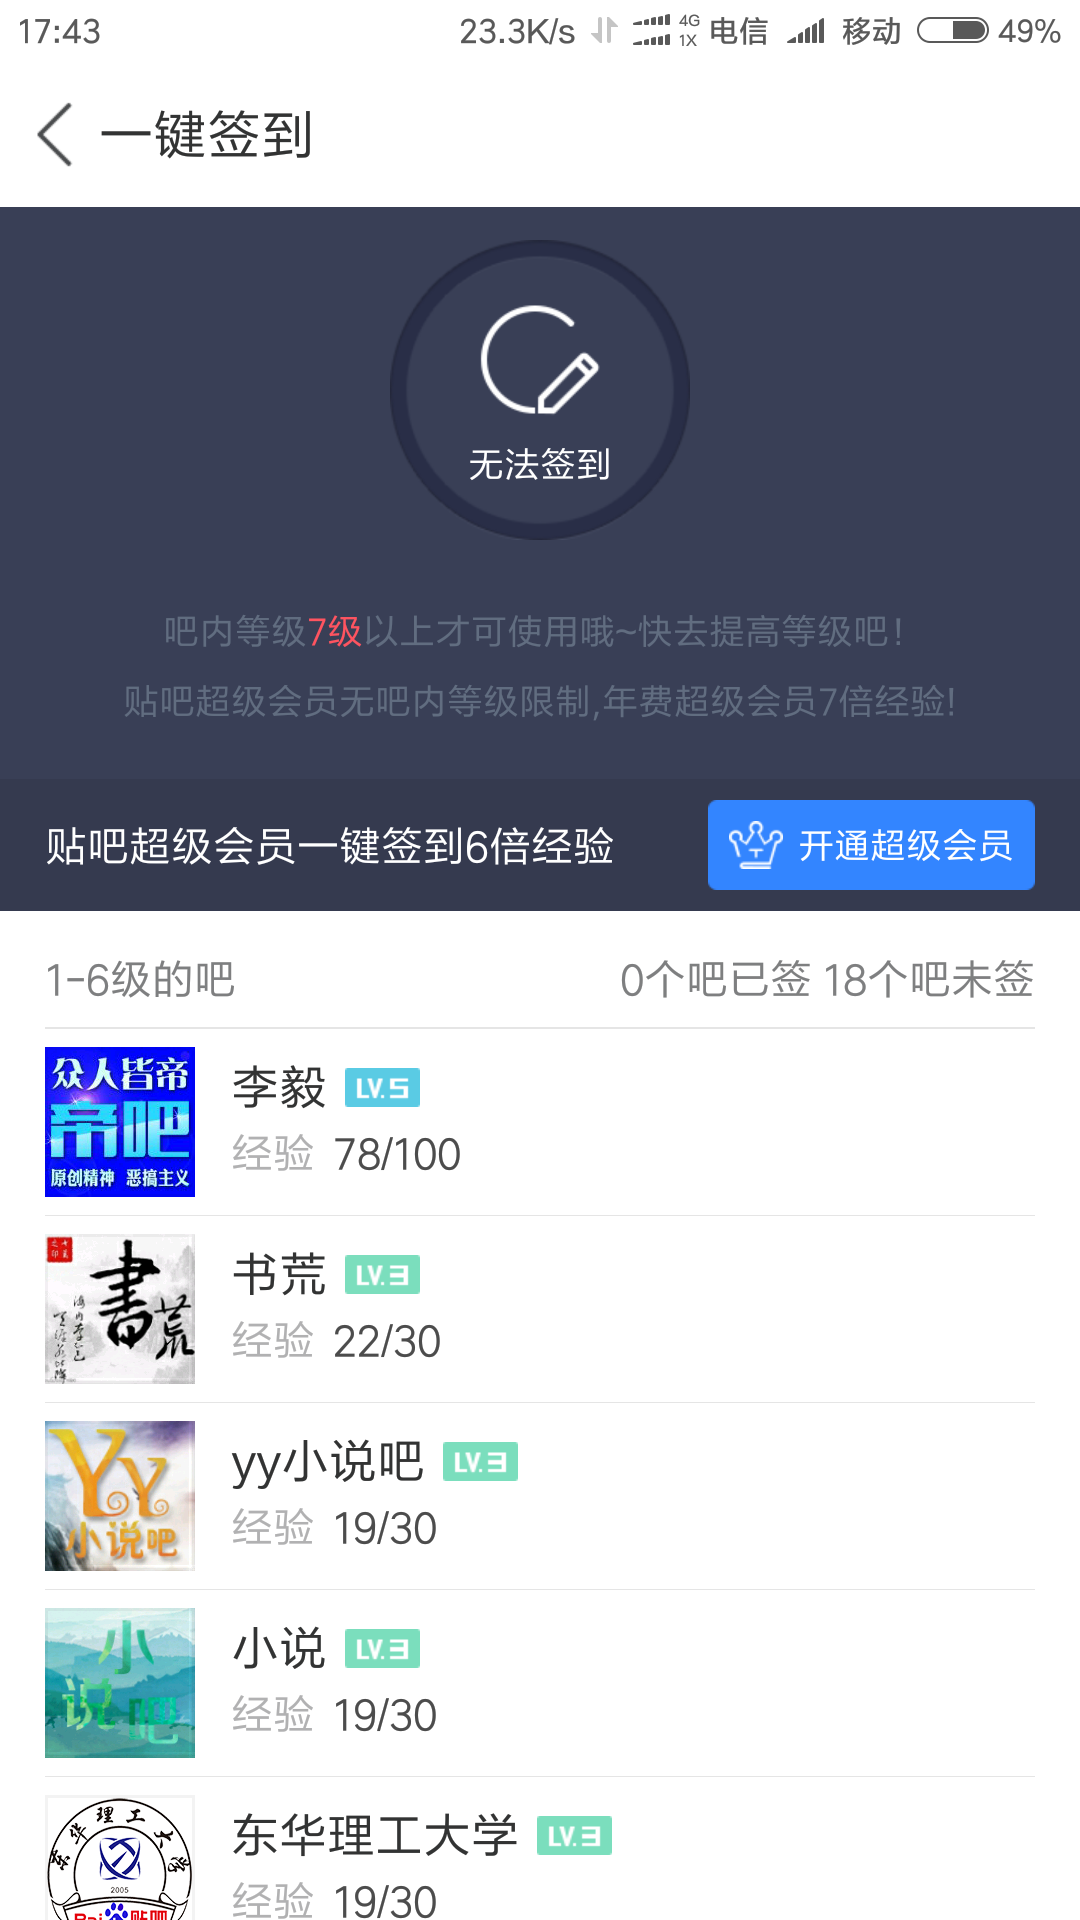 17:43 23.3K/s 4G 1X 电信 移动 49%
一键签到
无法签到
吧内等级7级以上才可使用哦~快去提高等级吧!
贴吧超级会员无吧内等级限制,年费超级会员7倍经验!
贴吧超级会员一键签到6倍经验 开通超级会员
1-6级的吧 0个吧已签 18个吧未签
众人皆帝
帝吧
原创精神 恶搞主义
李毅 LV.5
经验 78/100
書荒
书荒 LV.3
经验 22/30
Yy
小说吧
yy小说吧 LV.3
经验 19/30
小说吧
小说 LV.3
经验 19/30
东华理工大学
2005
东华理工大学 LV.3
经验 19/30